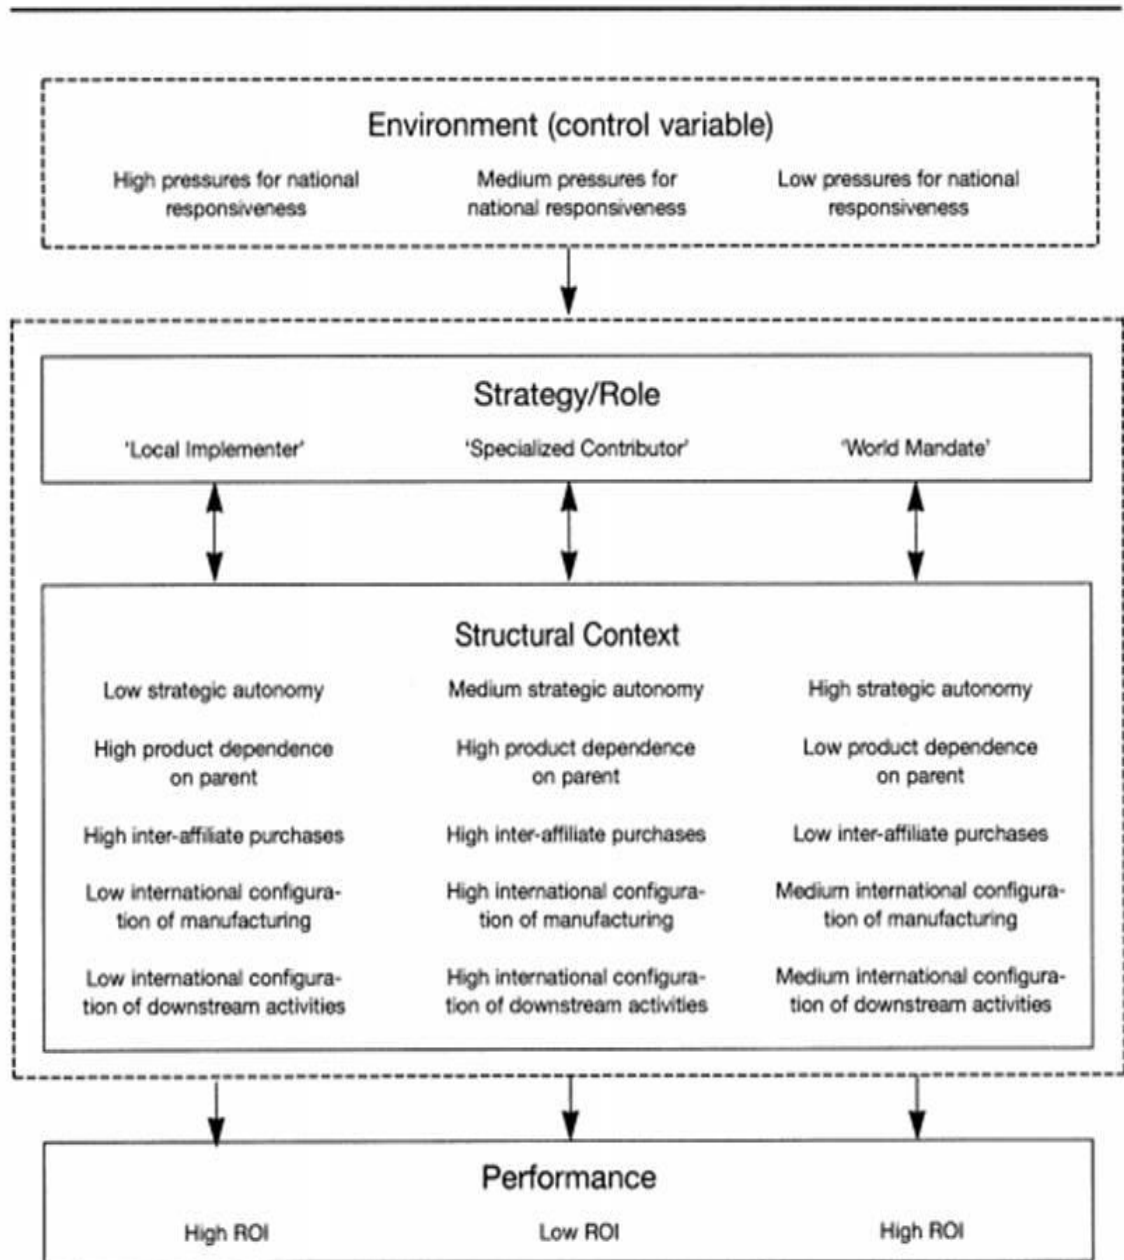 Environment (control variable)
High pressures for national
responsiveness
Medium pressures for
national responsiveness
Low pressures for national
responsiveness
Strategy/Role
'Local Implementer'
'Specialized Contributor'
'World Mandate'
Structural Context
Low strategic autonomy
Medium strategic autonomy
High strategic autonomy
High product dependence
on parent
High product dependence
on parent
Low product dependence
on parent
High inter-affiliate purchases
High inter-affiliate purchases
Low inter-affiliate purchases
Low international configura-
tion of manufacturing
High international configura-
tion of manufacturing
Medium international configura-
tion of manufacturing
Low international configura-
tion of downstream activities
High international configura-
tion of downstream activities
Medium international configura-
tion of downstream activities
Performance
High ROI
Low ROI
High ROI